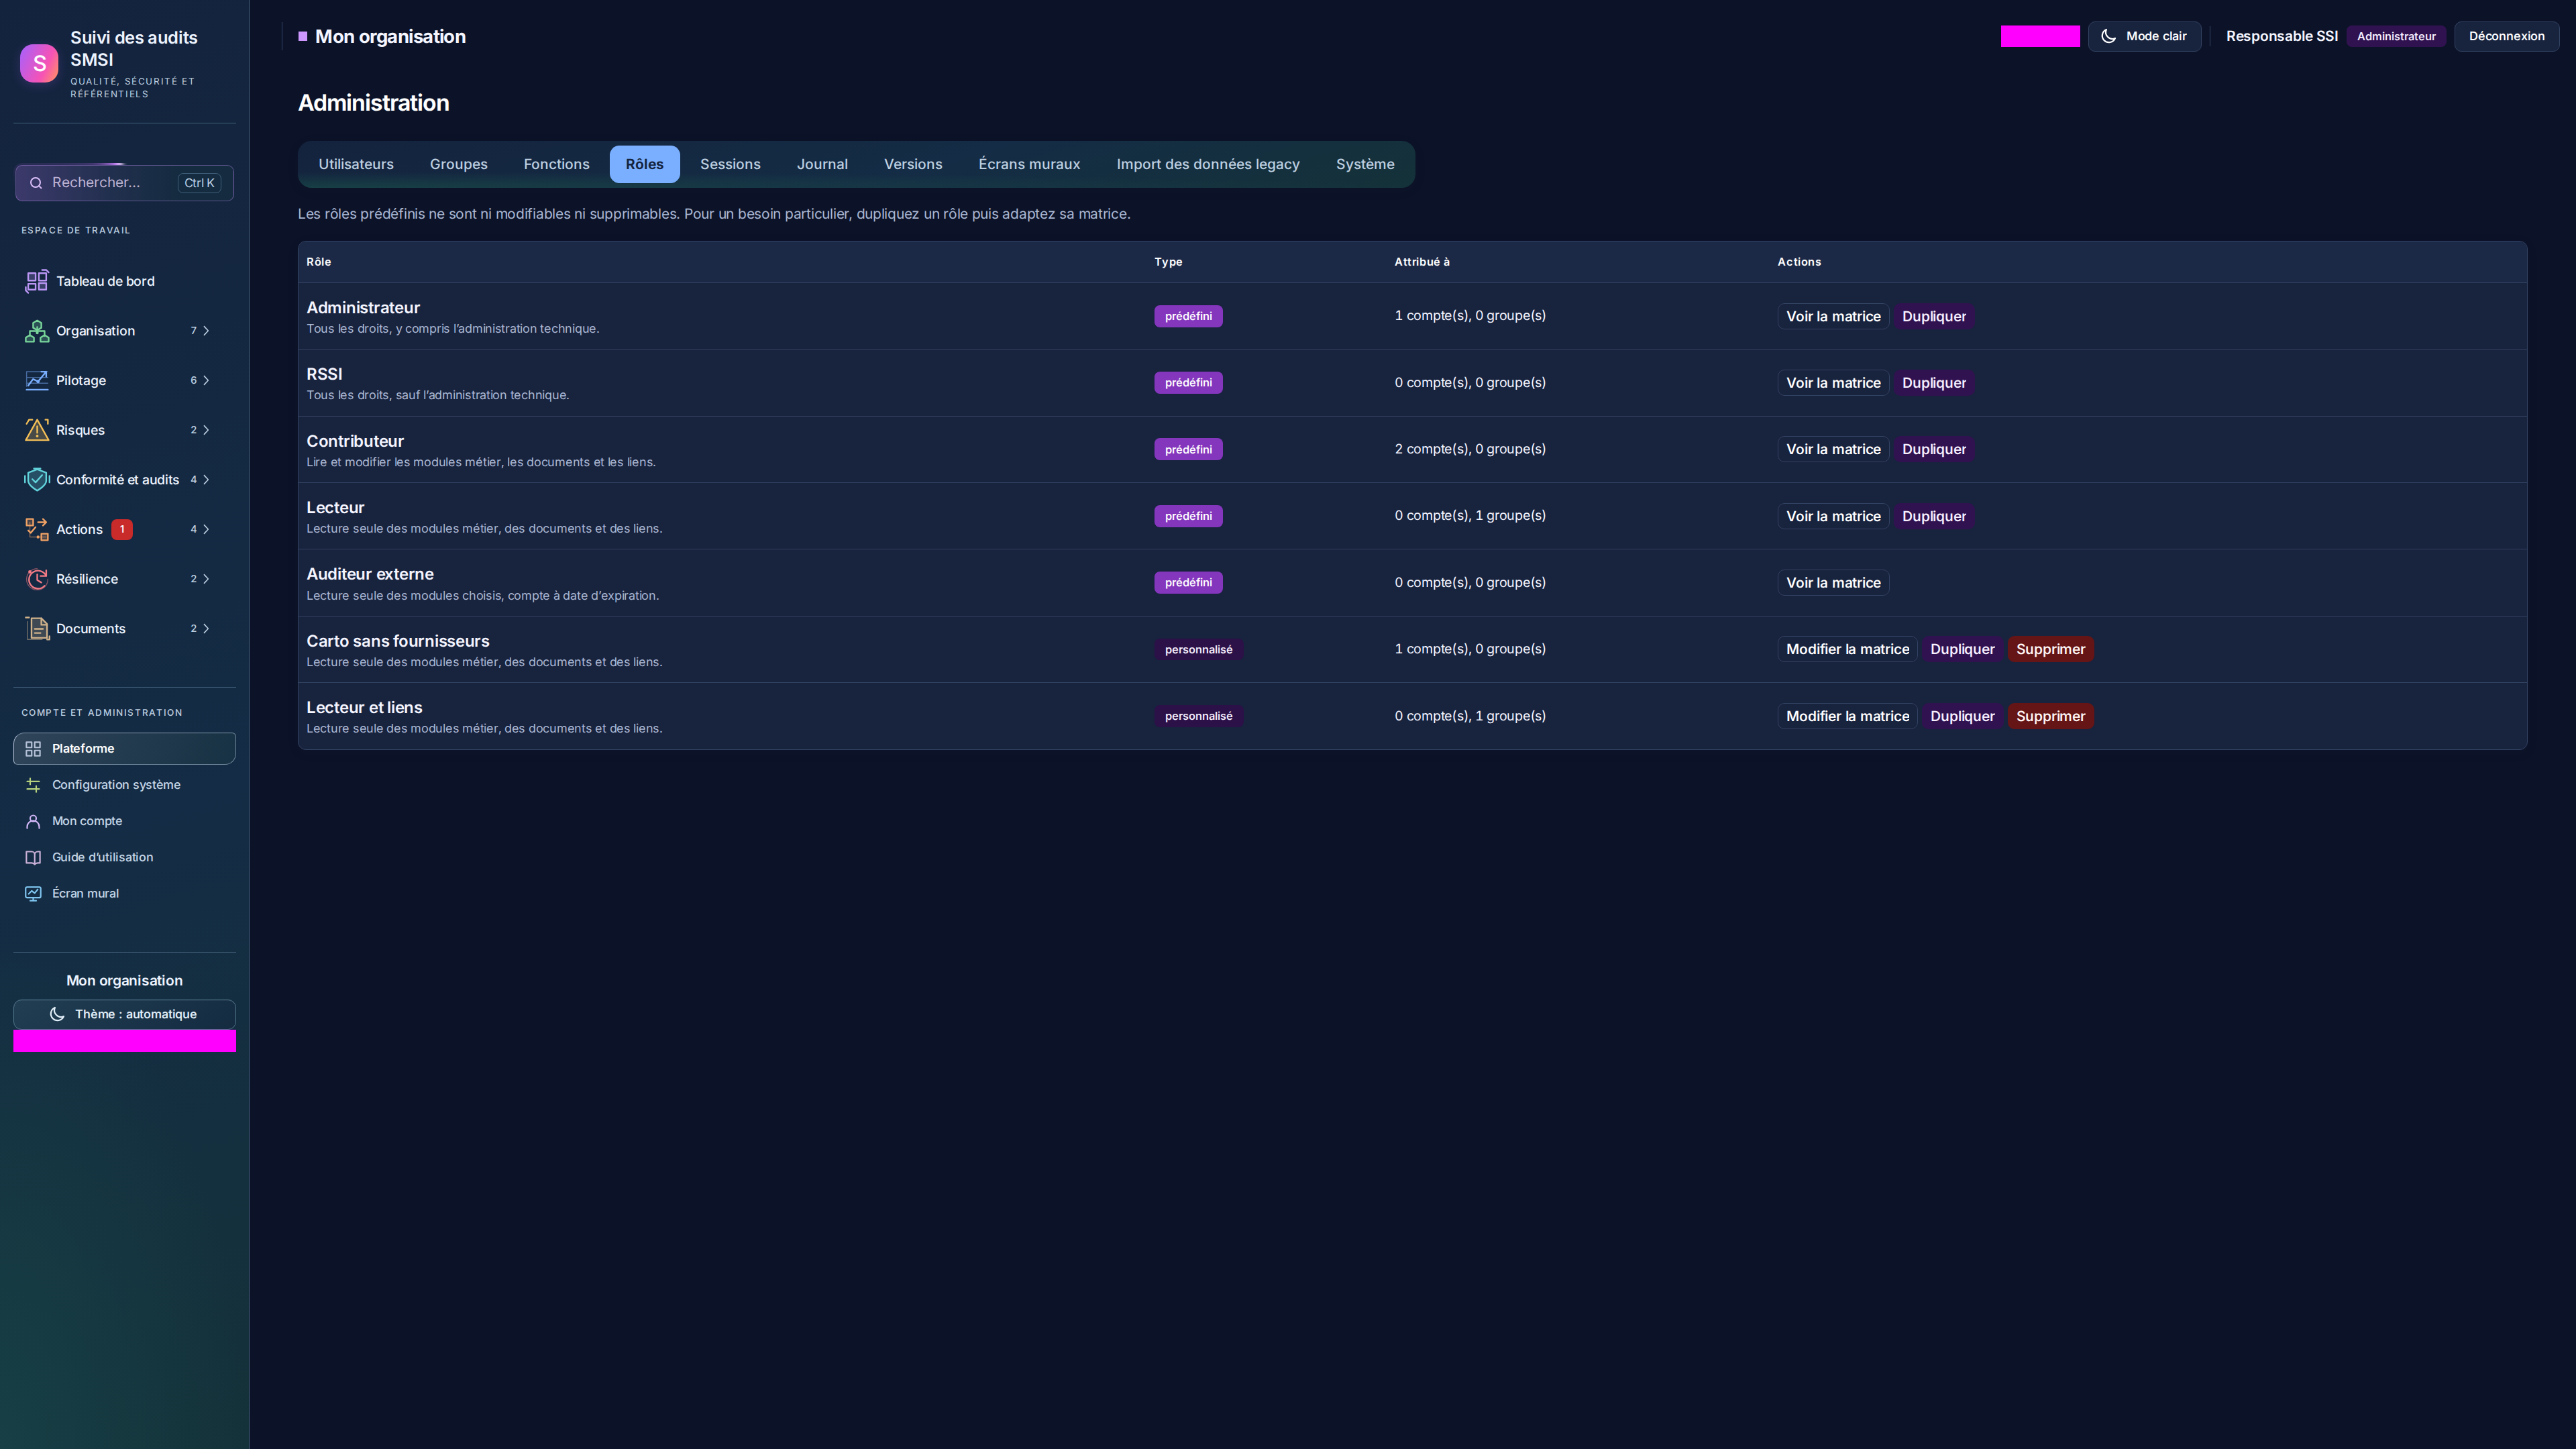 Suivi des audits
SMSI
QUALITÉ, SÉCURITÉ ET
RÉFÉRENTIELS
Rechercher... Ctrl K
ESPACE DE TRAVAIL
Tableau de bord
Organisation 7
Pilotage 6
Risques 2
Conformité et audits 4
Actions 1 4
Résilience 2
Documents 2
COMPTE ET ADMINISTRATION
Plateforme
Configuration système
Mon compte
Guide d'utilisation
Écran mural
Mon organisation
Thème : automatique
Mon organisation
Mode clair
Responsable SSI
Administrateur
Déconnexion
Administration
Utilisateurs Groupes Fonctions Rôles Sessions Journal Versions Écrans muraux Import des données legacy Système
Les rôles prédéfinis ne sont ni modifiables ni supprimables. Pour un besoin particulier, dupliquez un rôle puis adaptez sa matrice.
Rôle Type Attribué à Actions
Administrateur
Tous les droits, y compris l'administration technique.
prédéfini 1 compte(s), 0 groupe(s) Voir la matrice Dupliquer
RSSI
Tous les droits, sauf l'administration technique.
prédéfini 0 compte(s), 0 groupe(s) Voir la matrice Dupliquer
Contributeur
Lire et modifier les modules métier, les documents et les liens.
prédéfini 2 compte(s), 0 groupe(s) Voir la matrice Dupliquer
Lecteur
Lecture seule des modules métier, des documents et des liens.
prédéfini 0 compte(s), 1 groupe(s) Voir la matrice Dupliquer
Auditeur externe
Lecture seule des modules choisis, compte à date d'expiration.
prédéfini 0 compte(s), 0 groupe(s) Voir la matrice
Carto sans fournisseurs
Lecture seule des modules métier, des documents et des liens.
personnalisé 1 compte(s), 0 groupe(s) Modifier la matrice Dupliquer Supprimer
Lecteur et liens
Lecture seule des modules métier, des documents et des liens.
personnalisé 0 compte(s), 1 groupe(s) Modifier la matrice Dupliquer Supprimer
S